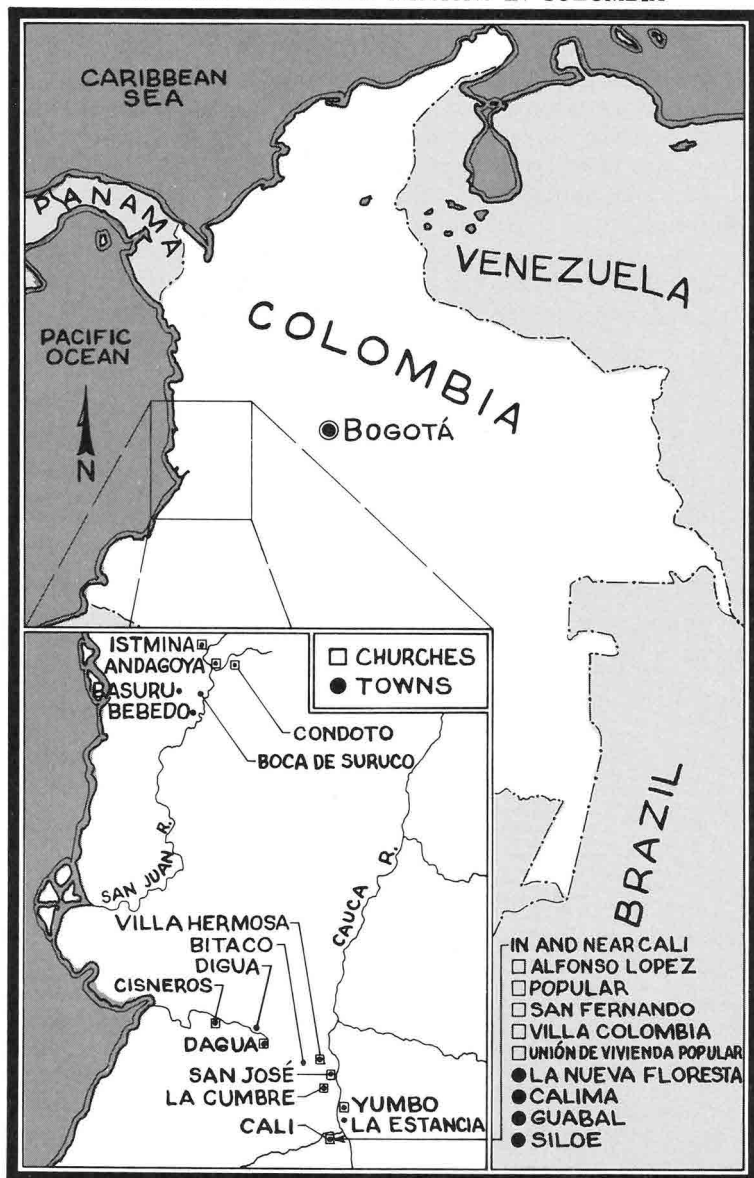 CARIBBEAN
SEA
PANAMA
VENEZUELA
COLOMBIA
PACIFIC
OCEAN
N
BOGOTÁ
BRAZIL
□ CHURCHES
● TOWNS
ISTMINA
ANDAGOYA
BASURU
BEBEDO
CONDOTO
BOCA DE SURUCO
SAN JUAN R.
CAUCA R.
VILLA HERMOSA
BITACO
DIGUA
CISNEROS
DAGUA
SAN JOSÉ
LA CUMBRE
YUMBO
LA ESTANCIA
CALI
IN AND NEAR CALI
□ ALFONSO LOPEZ
□ POPULAR
□ SAN FERNANDO
□ VILLA COLOMBIA
□ UNIÓN DE VIVIENDA POPULAR
● LA NUEVA FLORESTA
● CALIMA
● GUABAL
● SILOE